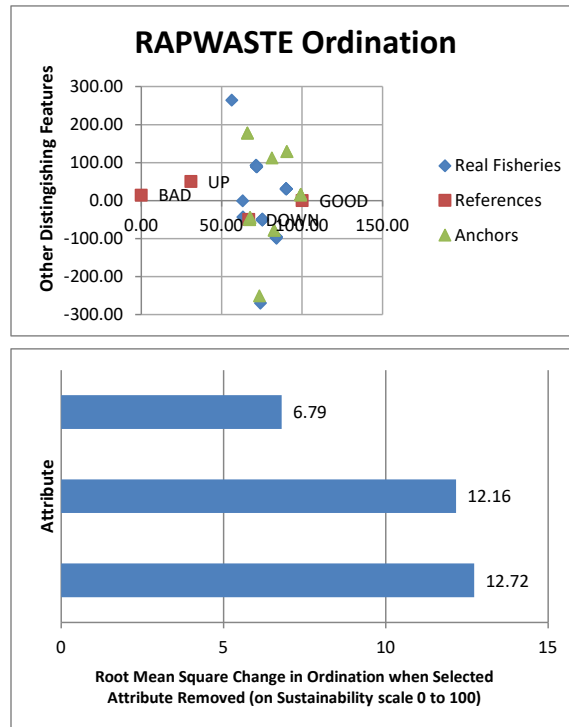 RAPWASTE Ordination
Other Distingishing Features
300.00
200.00
100.00
0.00
-100.00
-200.00
-300.00
0.00 50.00 100.00 150.00
BAD
UP
DOWN
GOOD
Real Fisheries
References
Anchors
Attribute
6.79
12.16
12.72
0 5 10 15
Root Mean Square Change in Ordination when Selected
Attribute Removed (on Sustainability scale 0 to 100)